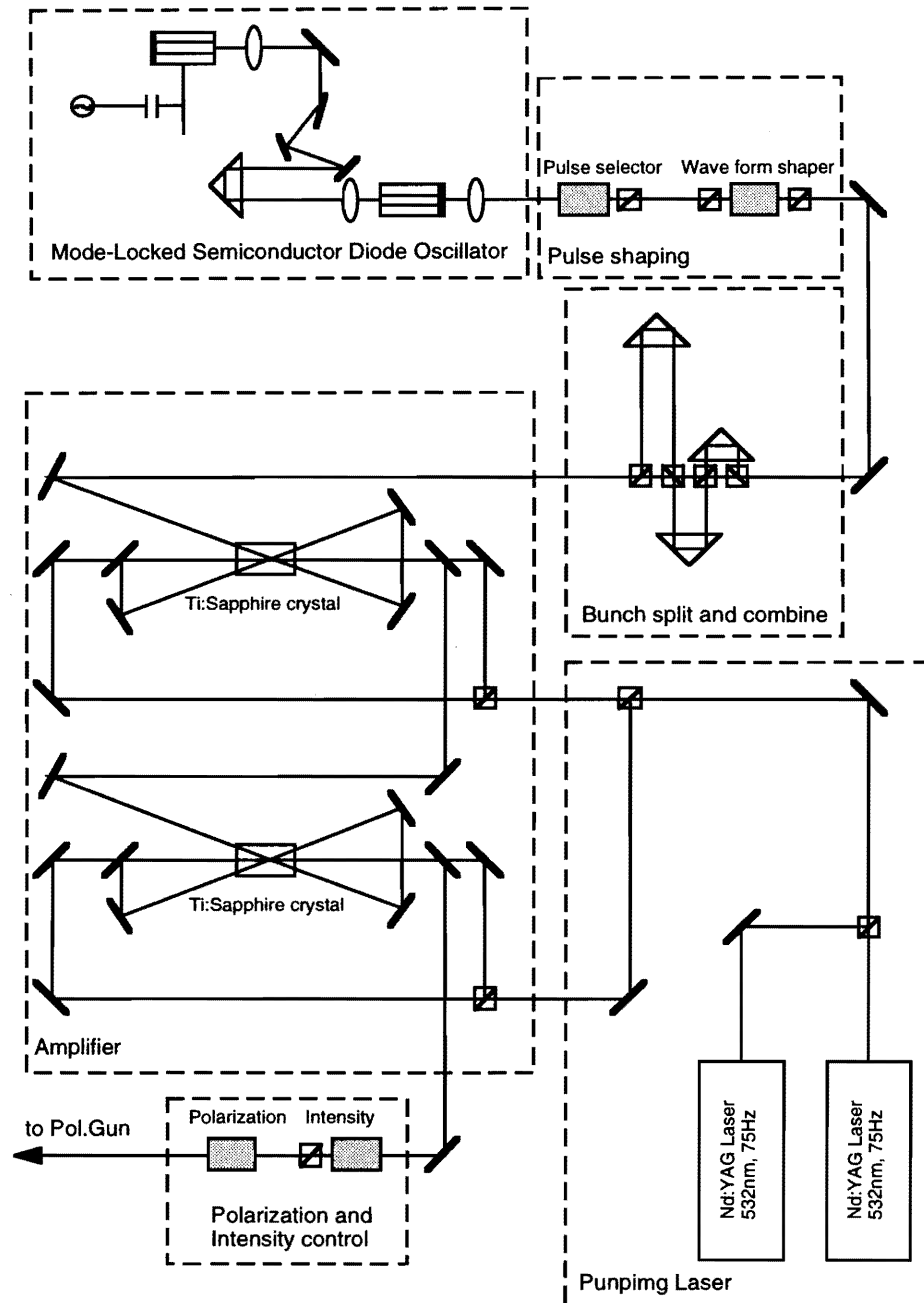 Pulse selector
Wave form shaper
Mode-Locked Semiconductor Diode Oscillator
Pulse shaping
Ti:Sapphire crystal
Bunch split and combine
Ti:Sapphire crystal
Amplifier
Polarization
Intensity
to Pol.Gun
Polarization and
Intensity control
Nd:YAG Laser
532nm, 75Hz
Nd:YAG Laser
532nm, 75Hz
Punpimg Laser